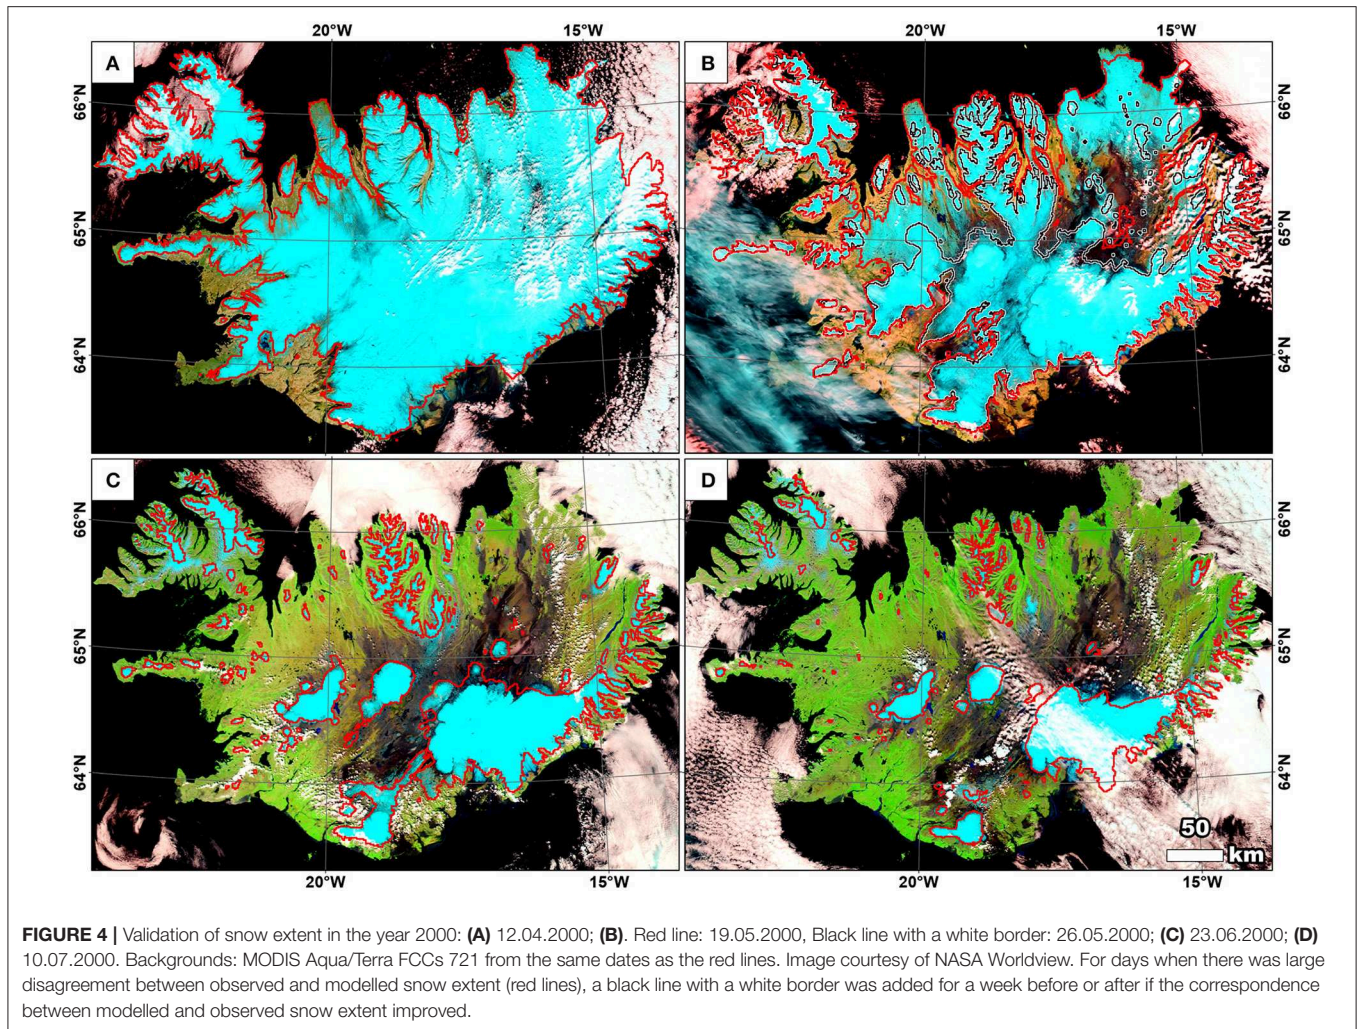 20°W
15°W
20°W
15°W
A
B
66°N
66°N
65°N
65°N
64°N
64°N
C
D
66°N
66°N
65°N
65°N
64°N
64°N
50
km
20°W
15°W
20°W
15°W
FIGURE 4 | Validation of snow extent in the year 2000: (A) 12.04.2000; (B). Red line: 19.05.2000, Black line with a white border: 26.05.2000; (C) 23.06.2000; (D)
10.07.2000. Backgrounds: MODIS Aqua/Terra FCCs 721 from the same dates as the red lines. Image courtesy of NASA Worldview. For days when there was large
disagreement between observed and modelled snow extent (red lines), a black line with a white border was added for a week before or after if the correspondence
between modelled and observed snow extent improved.